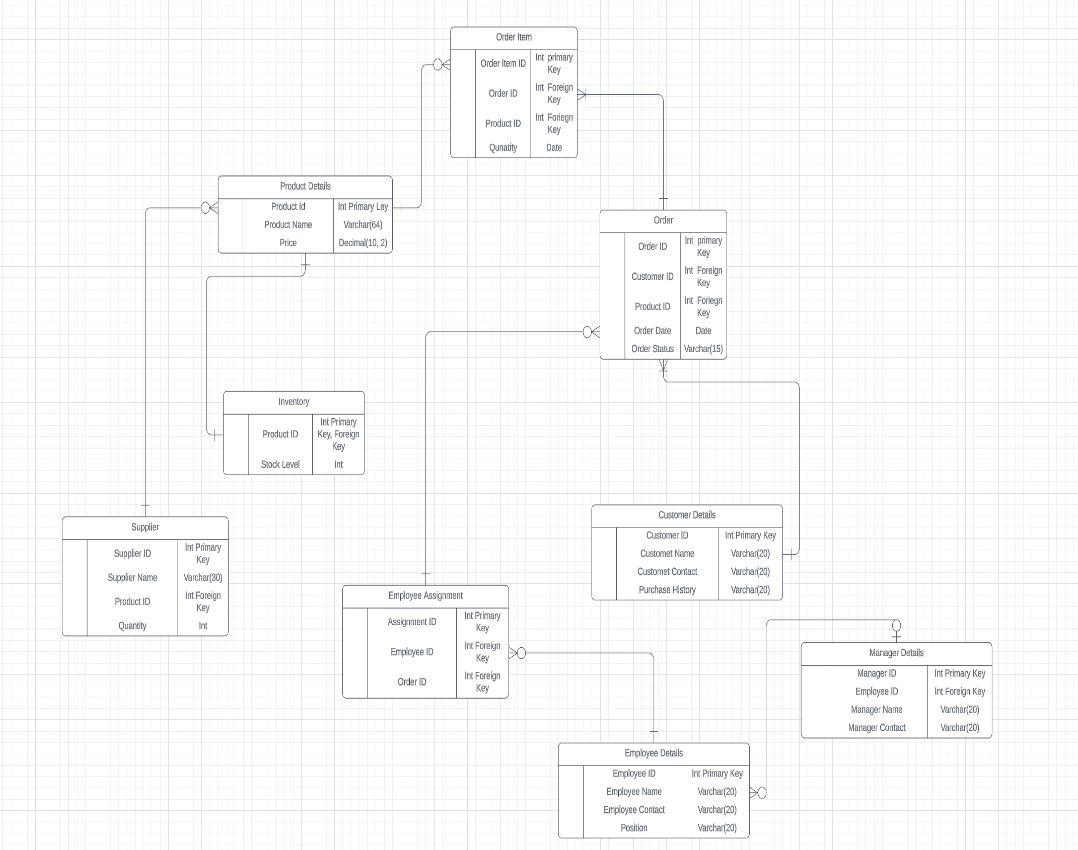 Order Item
Order Item ID Int primary Key
Order ID Int Foreign Key
Product ID Int Foriegn Key
Qunatity Date
Product Details
Product Id Int Primary Ley
Product Name Varchar(64)
Price Decimal(10, 2)
Order
Order ID Int primary Key
Customer ID Int Foreign Key
Product ID Int Foriegn Key
Order Date Date
Order Status Varchar(15)
Inventory
Product ID Int Primary Key, Foreign Key
Stock Level Int
Supplier
Supplier ID Int Primary Key
Supplier Name Varchar(30)
Product ID Int Foreign Key
Quantity Int
Customer Details
Customer ID Int Primary Key
Customet Name Varchar(20)
Customet Contact Varchar(20)
Purchase History Varchar(20)
Employee Assignment
Assignment ID Int Primary Key
Employee ID Int Foreign Key
Order ID Int Foreign Key
Manager Details
Manager ID Int Primary Key
Employee ID Int Foreign Key
Manager Name Varchar(20)
Manager Contact Varchar(20)
Employee Details
Employee ID Int Primary Key
Employee Name Varchar(20)
Employee Contact Varchar(20)
Position Varchar(20)